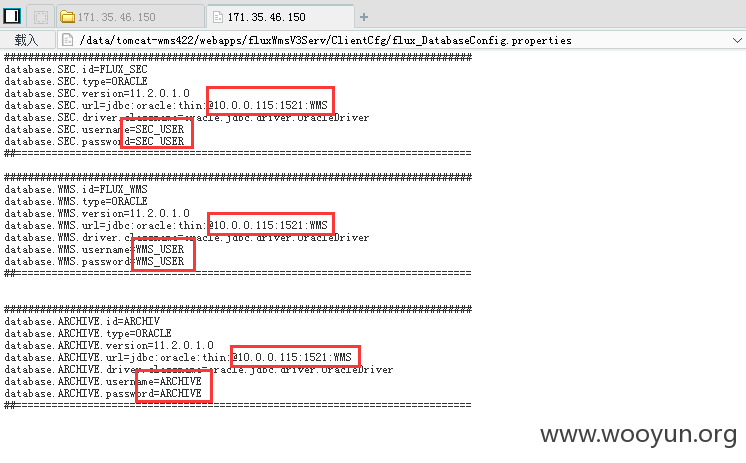 171.35.46.150
171.35.46.150
载入
/data/tomcat-wms422/webapps/fluxWmsV3Serv/ClientCfg/flux_DatabaseConfig.properties
##############################################################################
database.SEC.id=FLUX_SEC
database.SEC.type=ORACLE
database.SEC.version=11.2.0.1.0
database.SEC.url=jdbc:oracle:thin:@10.0.0.115:1521:WMS
database.SEC.driver.classname=oracle.jdbc.driver.OracleDriver
database.SEC.username=SEC_USER
database.SEC.password=SEC_USER
##============================================================================
##############################################################################
database.WMS.id=FLUX_WMS
database.WMS.type=ORACLE
database.WMS.version=11.2.0.1.0
database.WMS.url=jdbc:oracle:thin:@10.0.0.115:1521:WMS
database.WMS.driver.classname=oracle.jdbc.driver.OracleDriver
database.WMS.username=WMS_USER
database.WMS.password=WMS_USER
##============================================================================
##############################################################################
database.ARCHIVE.id=ARCHIV
database.ARCHIVE.type=ORACLE
database.ARCHIVE.version=11.2.0.1.0
database.ARCHIVE.url=jdbc:oracle:thin:@10.0.0.115:1521:WMS
database.ARCHIVE.driver.classname=oracle.jdbc.driver.OracleDriver
database.ARCHIVE.username=ARCHIVE
database.ARCHIVE.password=ARCHIVE
##============================================================================
www.wooyun.org